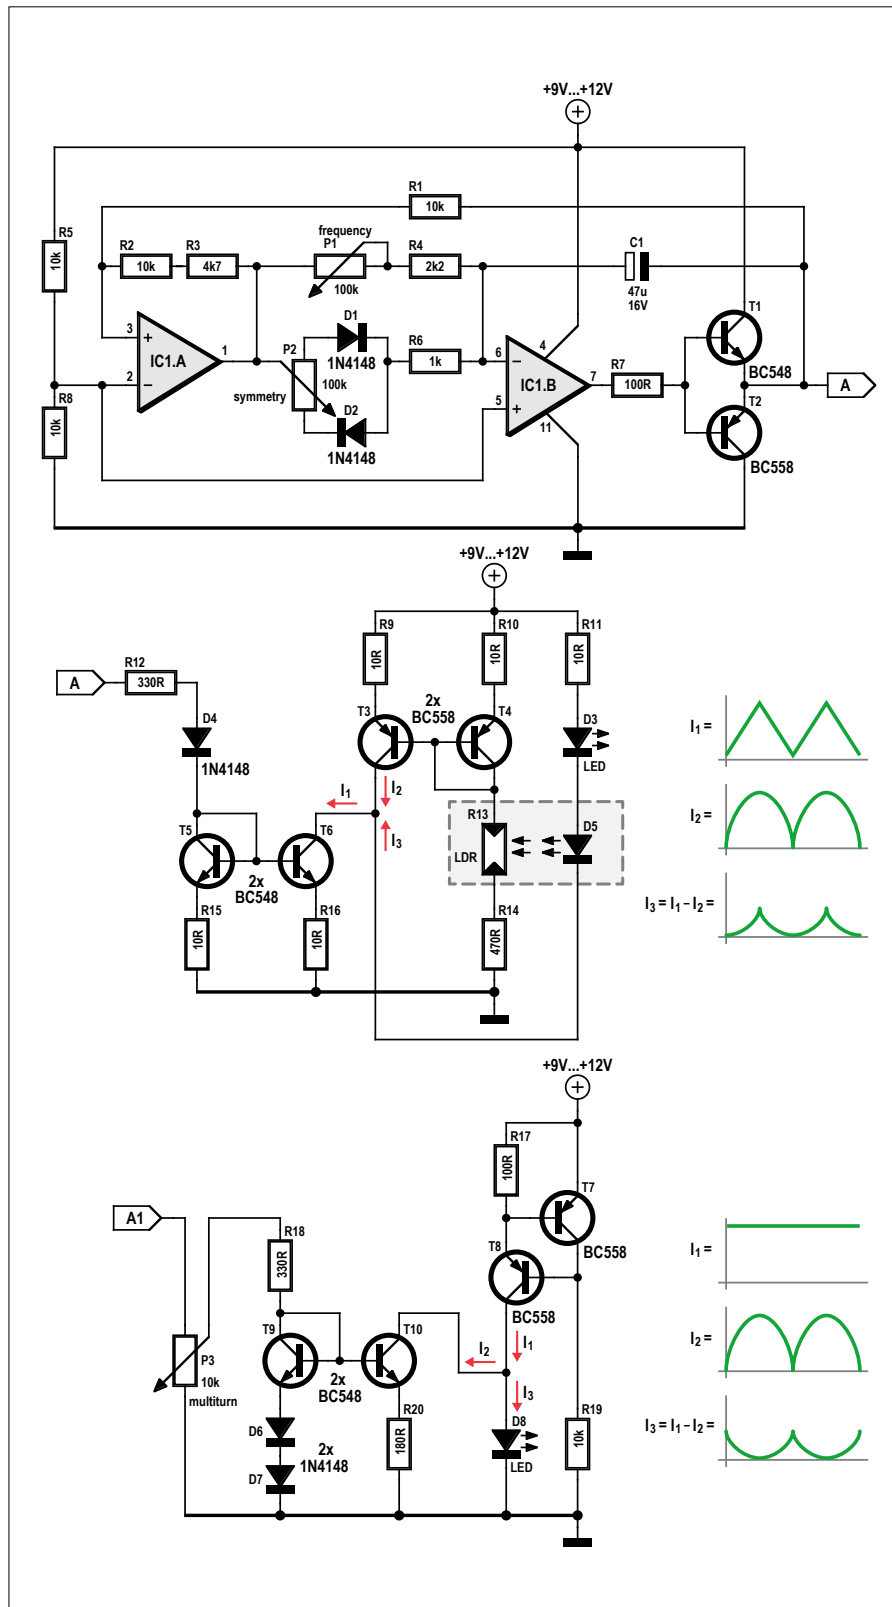 +9V...+12V
R1
10k
R5
10k
R2
10k
R3
4k7
frequency
P1
100k
R4
2k2
C1
47u
16V
T1
BC548
3
+
IC1.A
1
2
−
D1
1N4148
P2
100k
symmetry
D2
1N4148
R6
1k
6
−
4
IC1.B
7
5
+
11
R7
100R
A
T2
BC558
R8
10k
+9V...+12V
R9
10R
R10
10R
R11
10R
A
R12
330R
D4
1N4148
T3
2x
BC558
T4
D3
LED
I1
I2
I3
R13
LDR
D5
T5
T6
2x
BC548
R15
10R
R16
10R
R14
470R
I1 =
I2 =
I3 = I1 – I2 =
+9V...+12V
R17
100R
T7
BC558
T8
BC558
A1
R18
330R
T9
T10
2x
BC548
P3
10k
multiturn
I2
I1
I3
D6
D7
2x
1N4148
R20
180R
D8
LED
R19
10k
I1 =
I2 =
I3 = I1 – I2 =